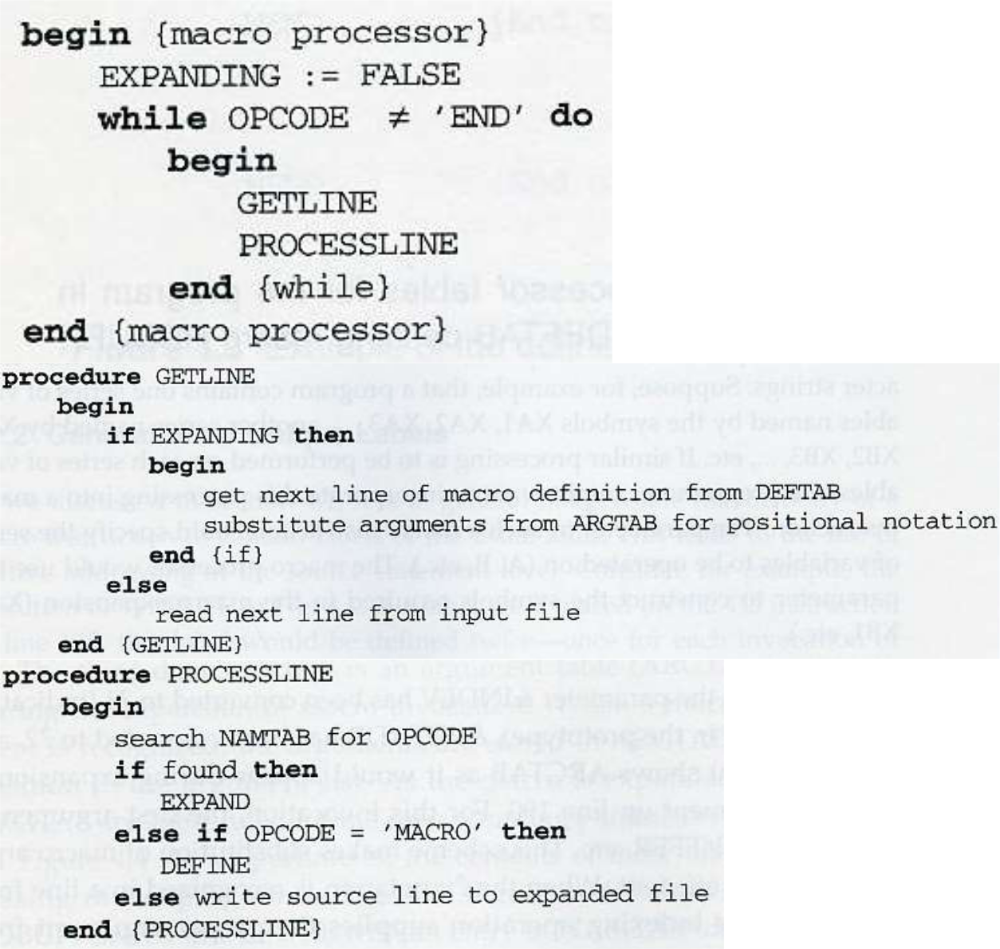 begin {macro processor}
EXPANDING := FALSE
while OPCODE ≠ 'END' do
begin
GETLINE
PROCESSLINE
end {while}
end {macro processor}
procedure GETLINE
begin
if EXPANDING then
begin
get next line of macro definition from DEFTAB
substitute arguments from ARGTAB for positional notation
end {if}
else
read next line from input file
end {GETLINE}
procedure PROCESSLINE
begin
search NAMTAB for OPCODE
if found then
EXPAND
else if OPCODE = 'MACRO' then
DEFINE
else write source line to expanded file
end {PROCESSLINE}